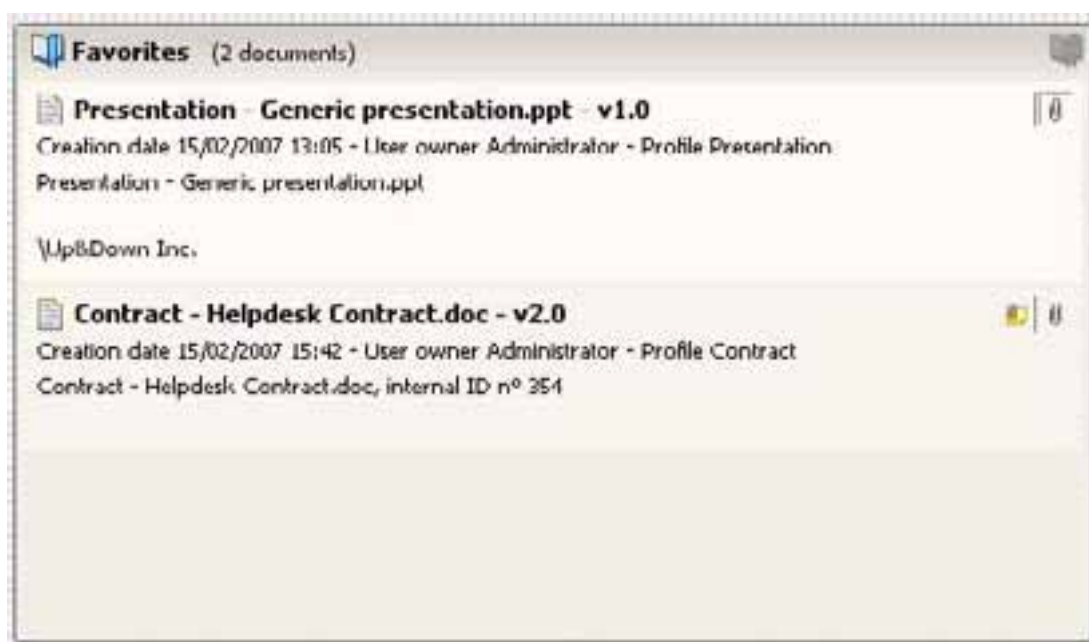 Favorites (2 documents)
Presentation - Generic presentation.ppt - v1.0
Creation date 15/02/2007 13:05 - User owner Administrator - Profile Presentation
Presentation - Generic presentation.ppt
\Up&Down Inc.
Contract - Helpdesk Contract.doc - v2.0
Creation date 15/02/2007 15:42 - User owner Administrator - Profile Contract
Contract - Helpdesk Contract.doc, internal ID nº 354